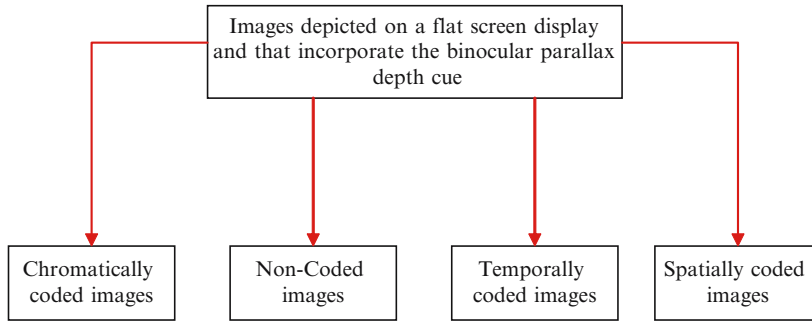 Images depicted on a flat screen display
and that incorporate the binocular parallax
depth cue
Chromatically
coded images
Non-Coded
images
Temporally
coded images
Spatially coded
images